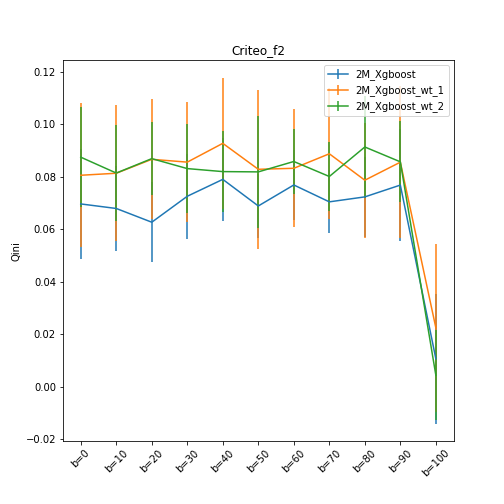 Criteo_f2
2M_Xgboost
2M_Xgboost_wt_1
2M_Xgboost_wt_2
Qini
0.12
0.10
0.08
0.06
0.04
0.02
0.00
−0.02
b=0
b=10
b=20
b=30
b=40
b=50
b=60
b=70
b=80
b=90
b=100